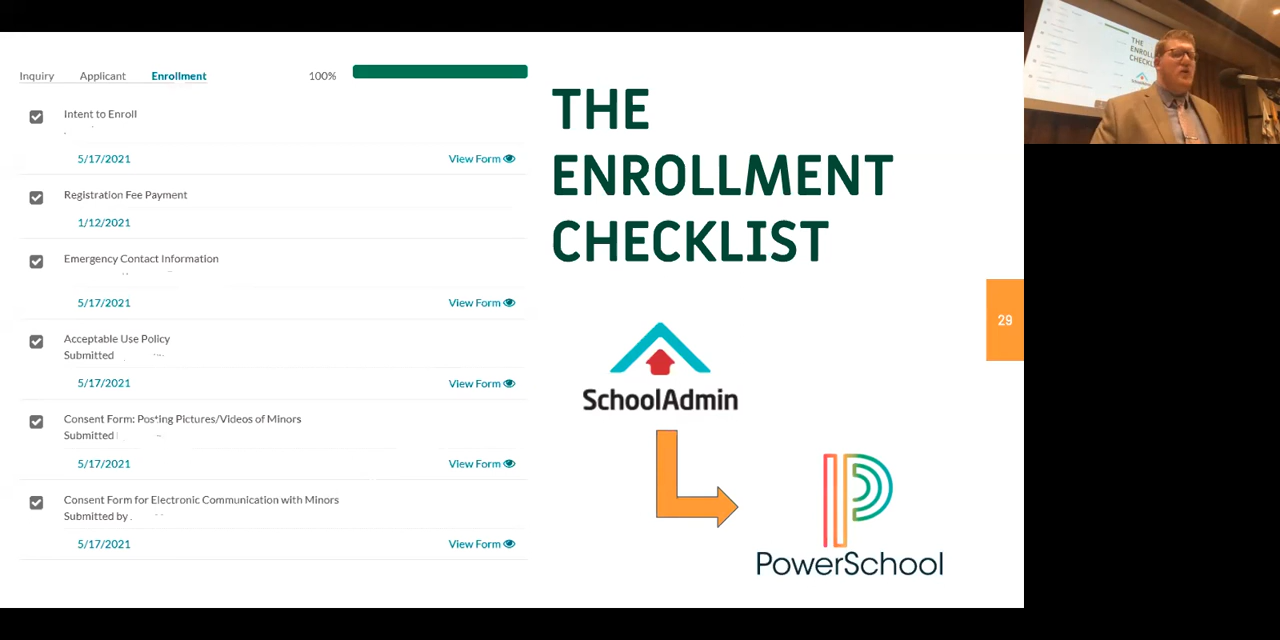 Inquiry Applicant Enrollment 100%
Intent to Enroll
5/17/2021 View Form
Registration Fee Payment
1/12/2021
Emergency Contact Information
5/17/2021 View Form
Acceptable Use Policy
Submitted
5/17/2021 View Form
Consent Form: Posting Pictures/Videos of Minors
Submitted
5/17/2021 View Form
Consent Form for Electronic Communication with Minors
Submitted by
5/17/2021 View Form
THE
ENROLLMENT
CHECKLIST
SchoolAdmin
PowerSchool
29
THE
ENROLL
CHECKLIS